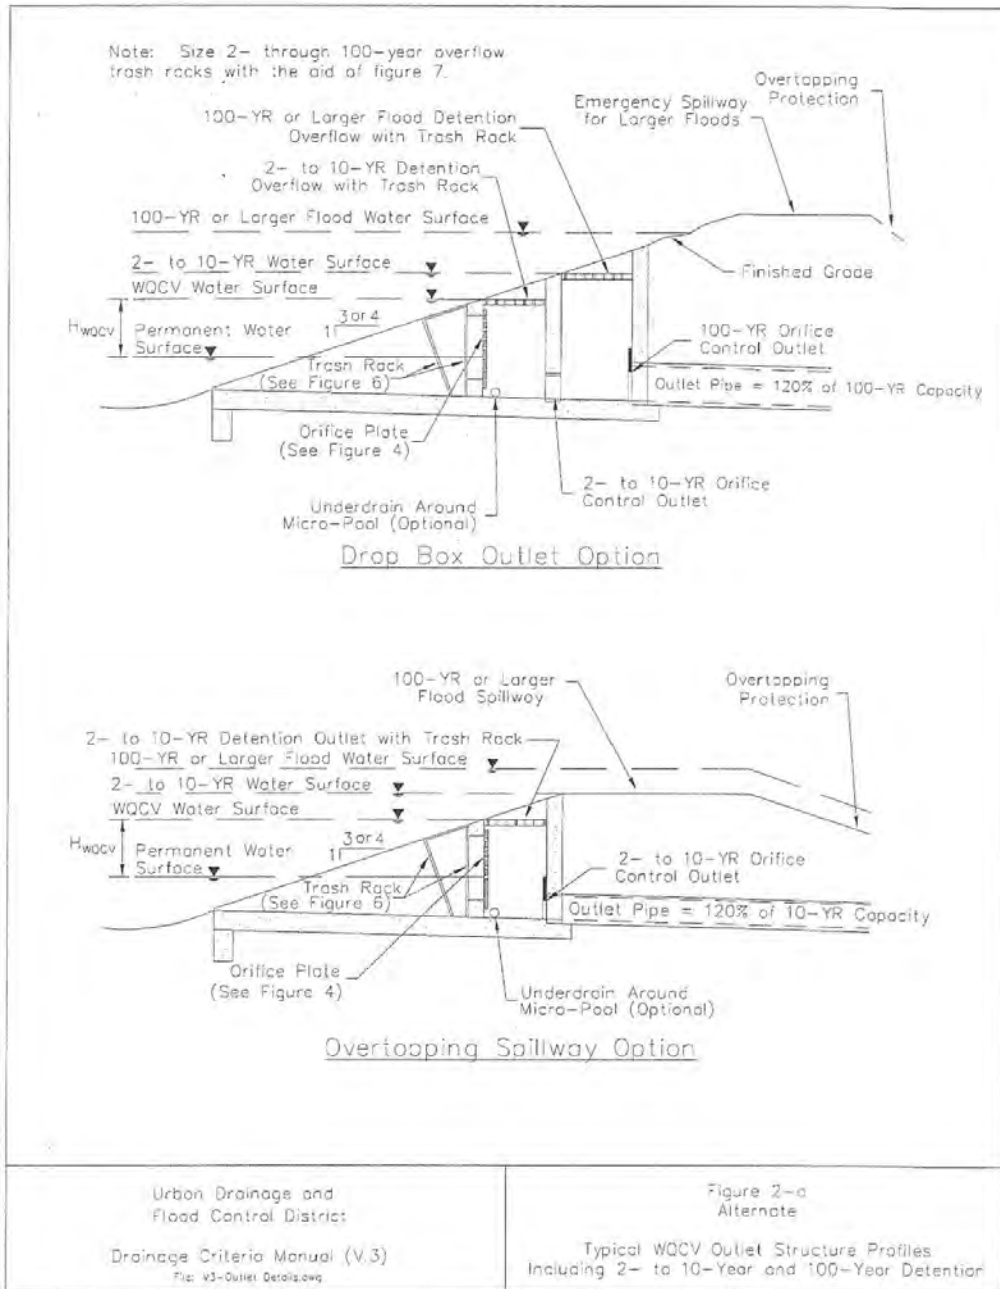 Note: Size 2- through 100-year overflow
trash racks with the aid of figure 7.
Overtopping
Protection
Emergency Spillway
for Larger Floods
100-YR or Larger Flood Detention
Overflow with Trash Rack
2- to 10-YR Detention
Overflow with Trash Rack
100-YR or Larger Flood Water Surface
2- to 10-YR Water Surface
WQCV Water Surface
Finished Grade
HWQCV
3 or 4
1
Permanent Water
Surface
100-YR Orifice
Control Outlet
Trash Rack
(See Figure 6)
Outlet Pipe = 120% of 100-YR Capacity
Orifice Plate
(See Figure 4)
2- to 10-YR Orifice
Control Outlet
Underdrain Around
Micro-Pool (Optional)
Drop Box Outlet Option
100-YR or Larger
Flood Spillway
Overtopping
Protection
2- to 10-YR Detention Outlet with Trash Rack
100-YR or Larger Flood Water Surface
2- to 10-YR Water Surface
WQCV Water Surface
HWQCV
3 or 4
1
Permanent Water
Surface
2- to 10-YR Orifice
Control Outlet
Trash Rack
(See Figure 6)
Outlet Pipe = 120% of 10-YR Capacity
Orifice Plate
(See Figure 4)
Underdrain Around
Micro-Pool (Optional)
Overtopping Spillway Option
Urban Drainage and
Flood Control District
Drainage Criteria Manual (V.3)
File: V3-Outlet Details.dwg
Figure 2-a
Alternate
Typical WQCV Outlet Structure Profiles
Including 2- to 10-Year and 100-Year Detention